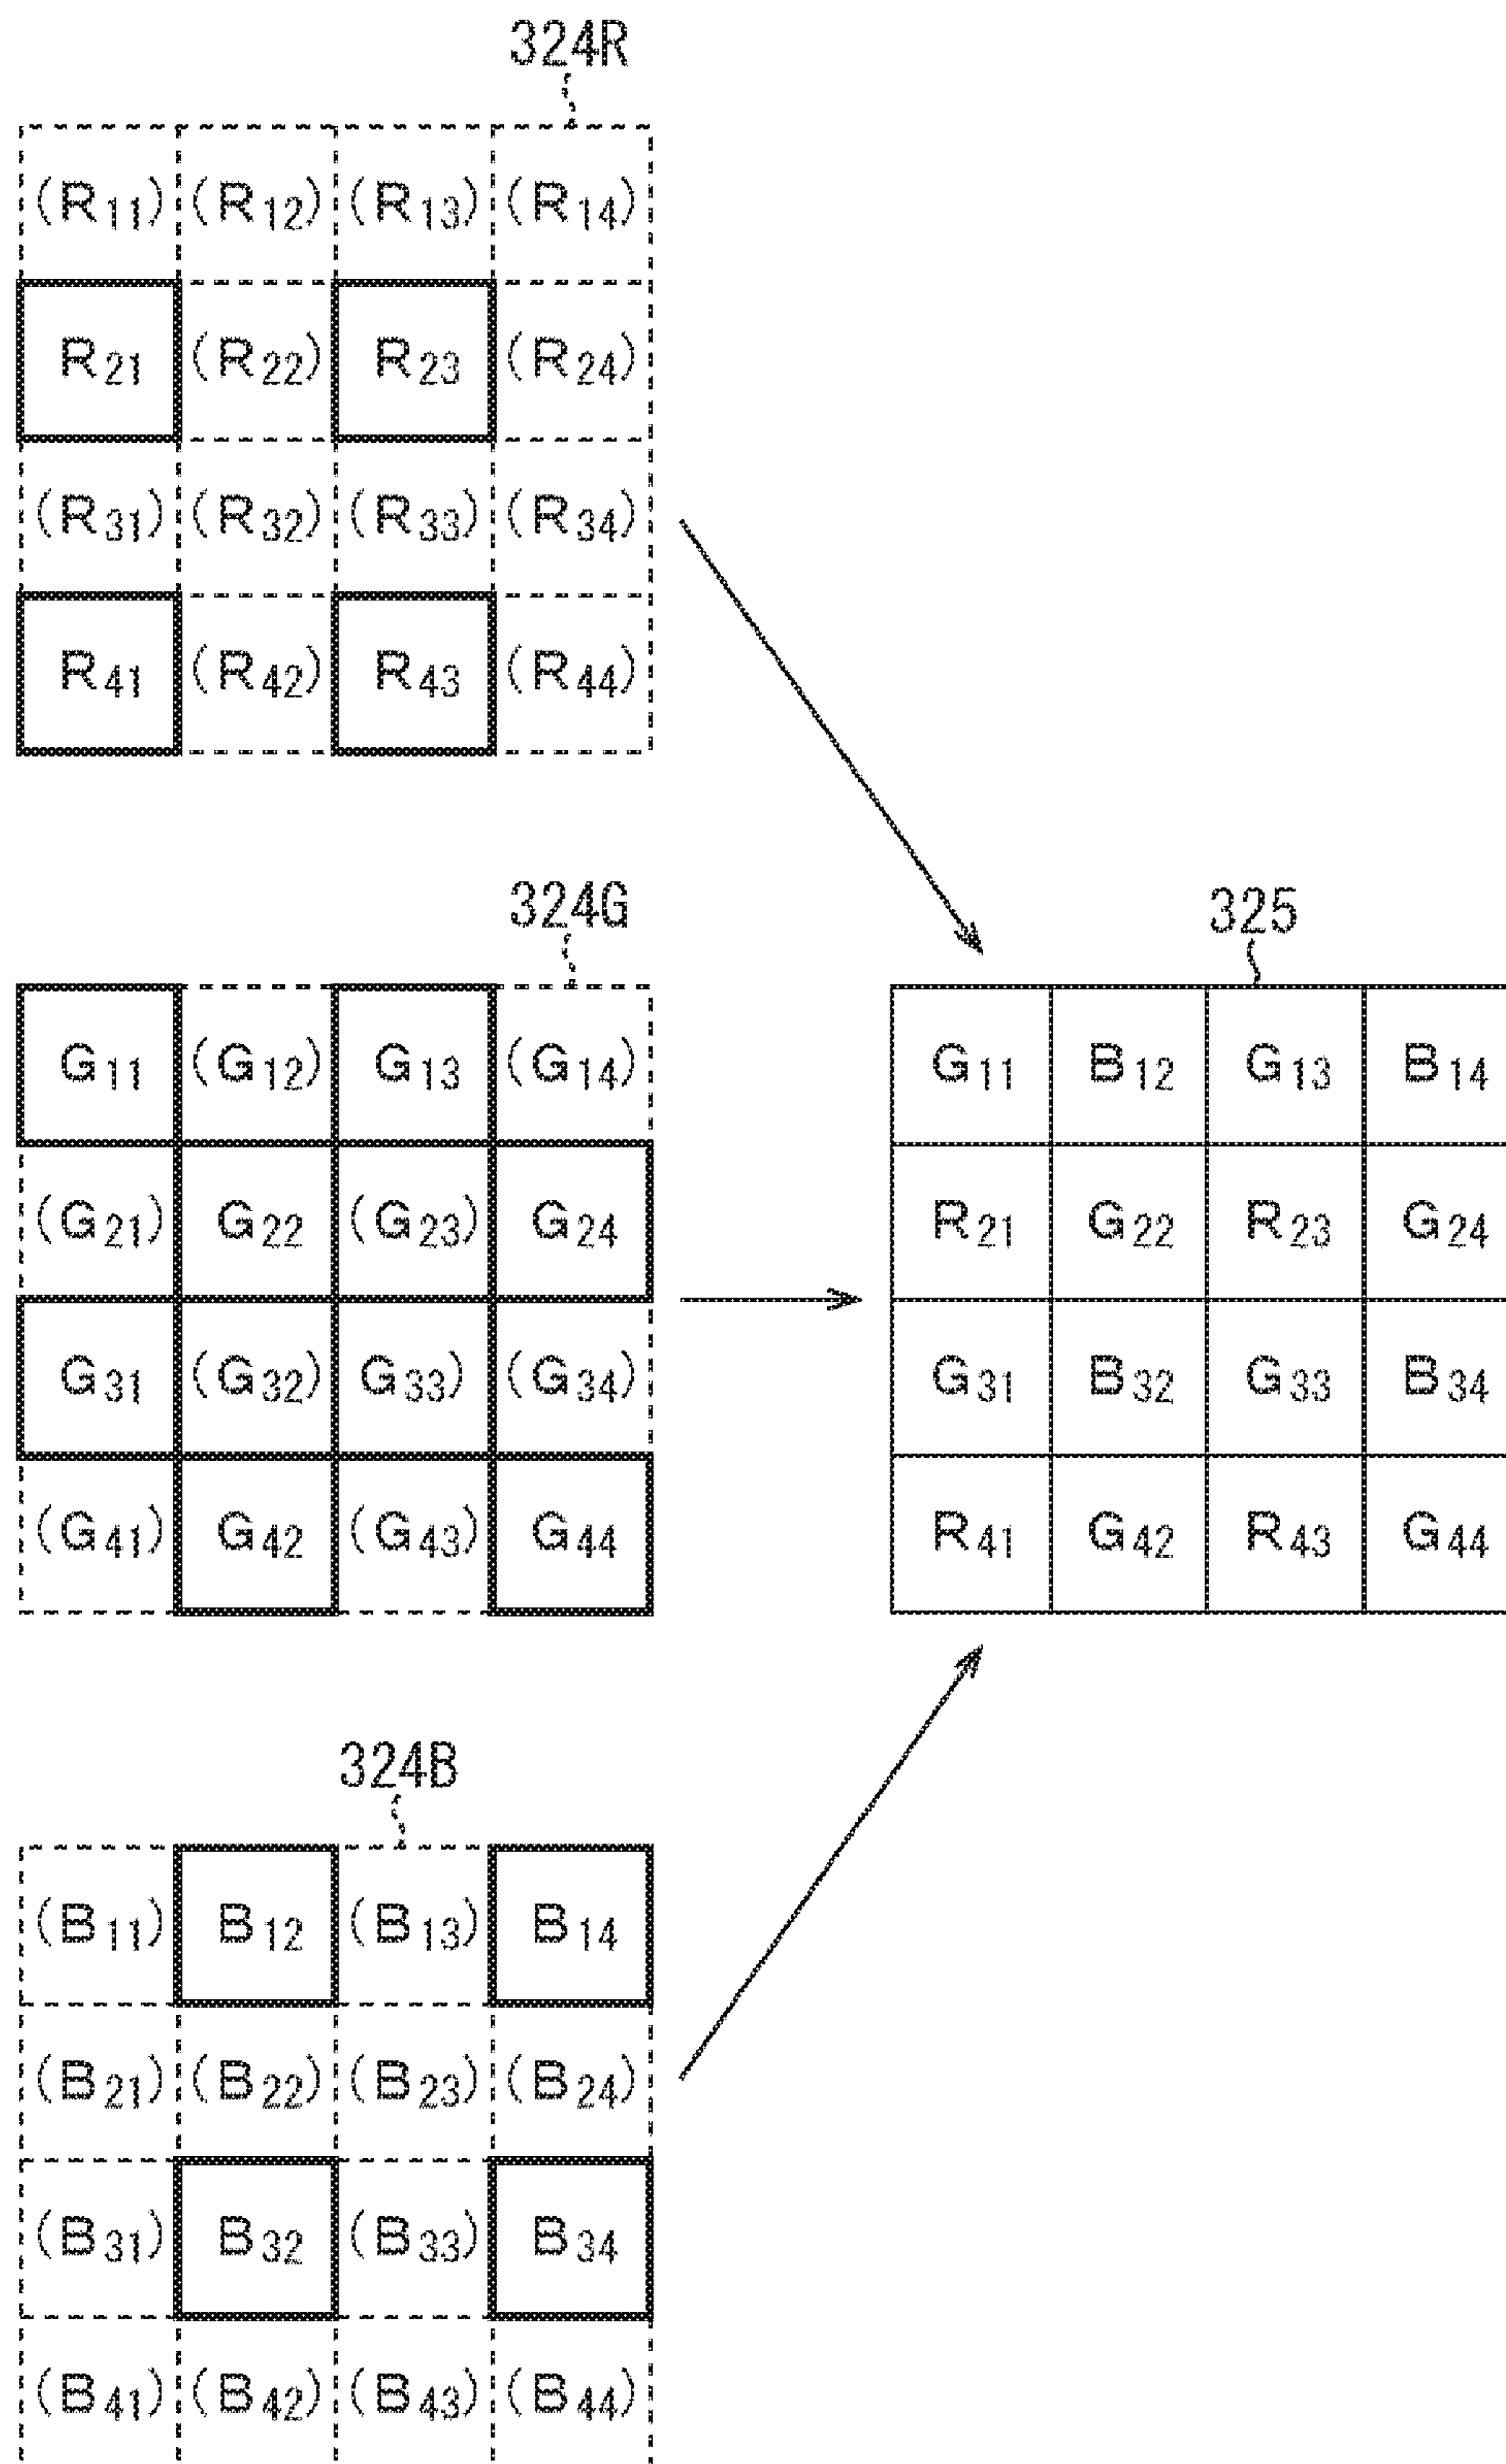 324R
(R11) (R12) (R13) (R14)
R21 (R22) R23 (R24)
(R31) (R32) (R33) (R34)
R41 (R42) R43 (R44)
324G
G11 (G12) G13 (G14)
(G21) G22 (G23) G24
G31 (G32) G33) (G34)
(G41) G42 (G43) G44
325
G11 B12 G13 B14
R21 G22 R23 G24
G31 B32 G33 B34
R41 G42 R43 G44
324B
(B11) B12 (B13) B14
(B21) (B22) (B23) (B24)
(B31) B32 (B33) B34
(B41) (B42) (B43) (B44)